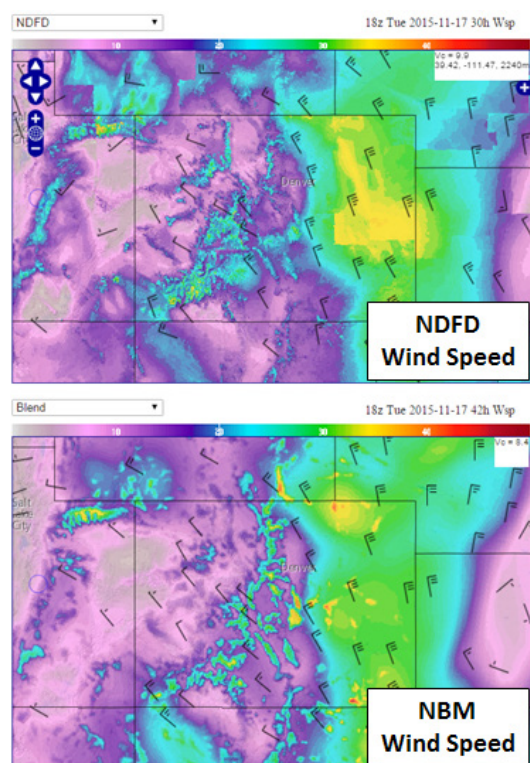 NDFD
18z Tue 2015-11-17 30h Wsp
10 20 30 40
Vc = 9.9
39.42, -111.47, 2240m
Denver
NDFD
Wind Speed
Blend
18z Tue 2015-11-17 42h Wsp
10 20 30 40
Vc = 8.4
Salt
Lake
City
Denver
NBM
Wind Speed